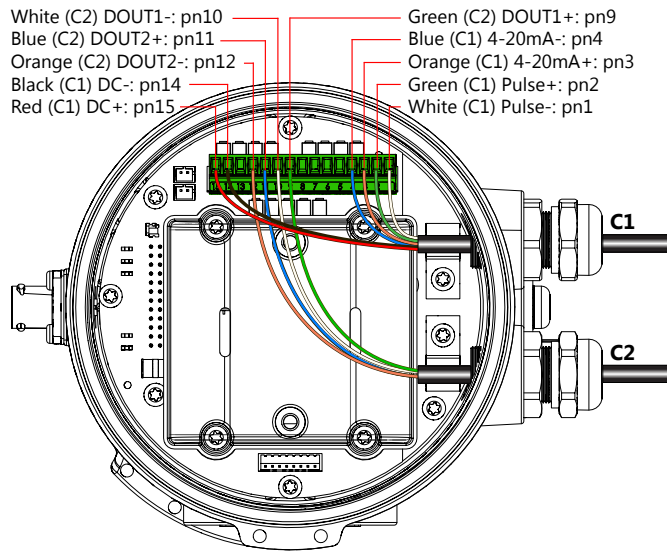 White (C2) DOUT1-: pn10
Blue (C2) DOUT2+: pn11
Orange (C2) DOUT2-: pn12
Black (C1) DC-: pn14
Red (C1) DC+: pn15
Green (C2) DOUT1+: pn9
Blue (C1) 4-20mA-: pn4
Orange (C1) 4-20mA+: pn3
Green (C1) Pulse+: pn2
White (C1) Pulse-: pn1
C1
C2